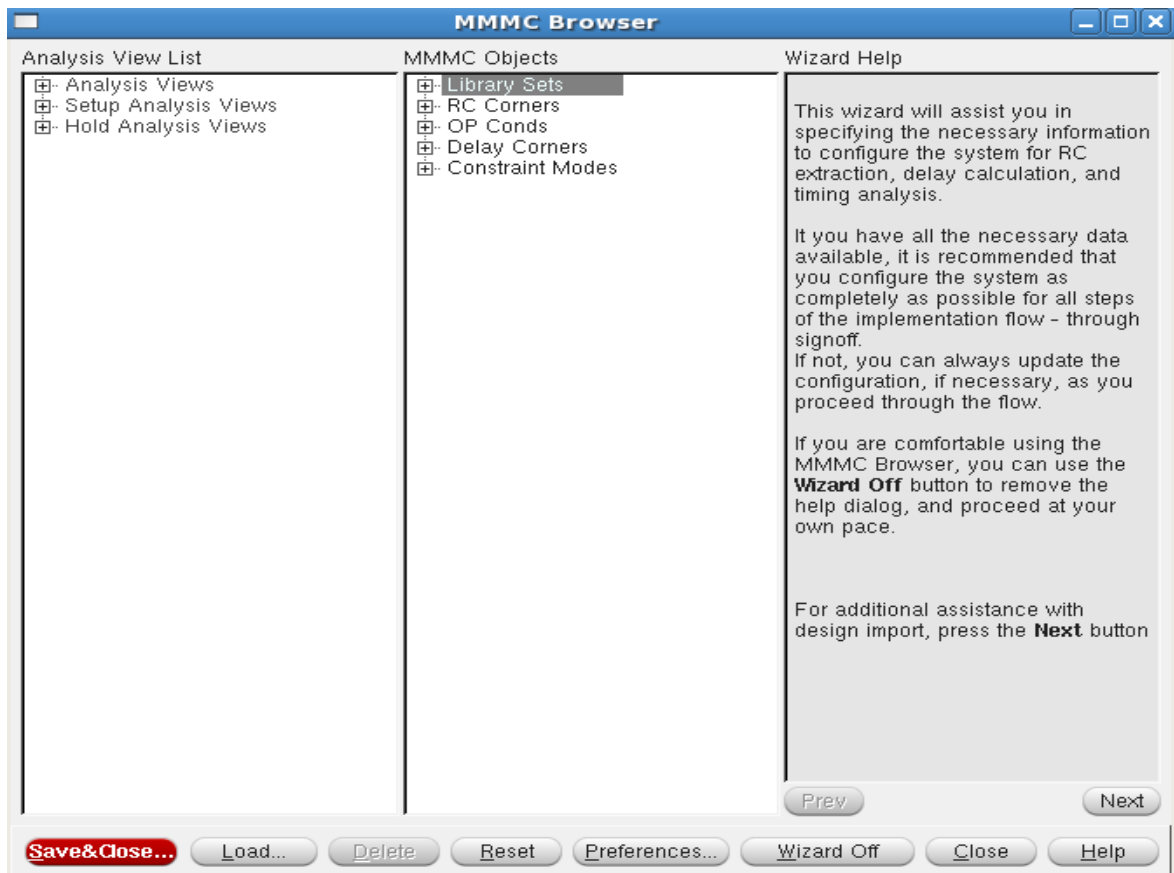 MMMC Browser
Analysis View List
Analysis Views
Setup Analysis Views
Hold Analysis Views
MMMC Objects
Library Sets
RC Corners
OP Conds
Delay Corners
Constraint Modes
Wizard Help
This wizard will assist you in
specifying the necessary information
to configure the system for RC
extraction, delay calculation, and
timing analysis.
It you have all the necessary data
available, it is recommended that
you configure the system as
completely as possible for all steps
of the implementation flow - through
signoff.
If not, you can always update the
configuration, if necessary, as you
proceed through the flow.
If you are comfortable using the
MMMC Browser, you can use the
Wizard Off button to remove the
help dialog, and proceed at your
own pace.
For additional assistance with
design import, press the Next button
Prev Next
Save&Close... Load... Delete Reset Preferences... Wizard Off Close Help